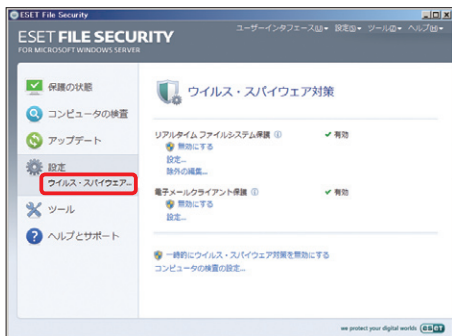 ESET File Security
ESET FILE SECURITY
FOR MICROSOFT WINDOWS SERVER
ユーザーインタフェース(U)▾ 設定(S)▾ ツール(Z)▾ ヘルプ(H)▾
保護の状態
コンピュータの検査
アップデート
設定
ウイルス・スパイウェア...
ツール
ヘルプとサポート
ウイルス・スパイウェア対策
リアルタイム ファイルシステム保護 ✔ 有効
無効にする
設定...
除外の編集...
電子メールクライアント保護 ✔ 有効
無効にする
設定...
一時的にウイルス・スパイウェア対策を無効にする
コンピュータの検査の設定...
we protect your digital worlds eset